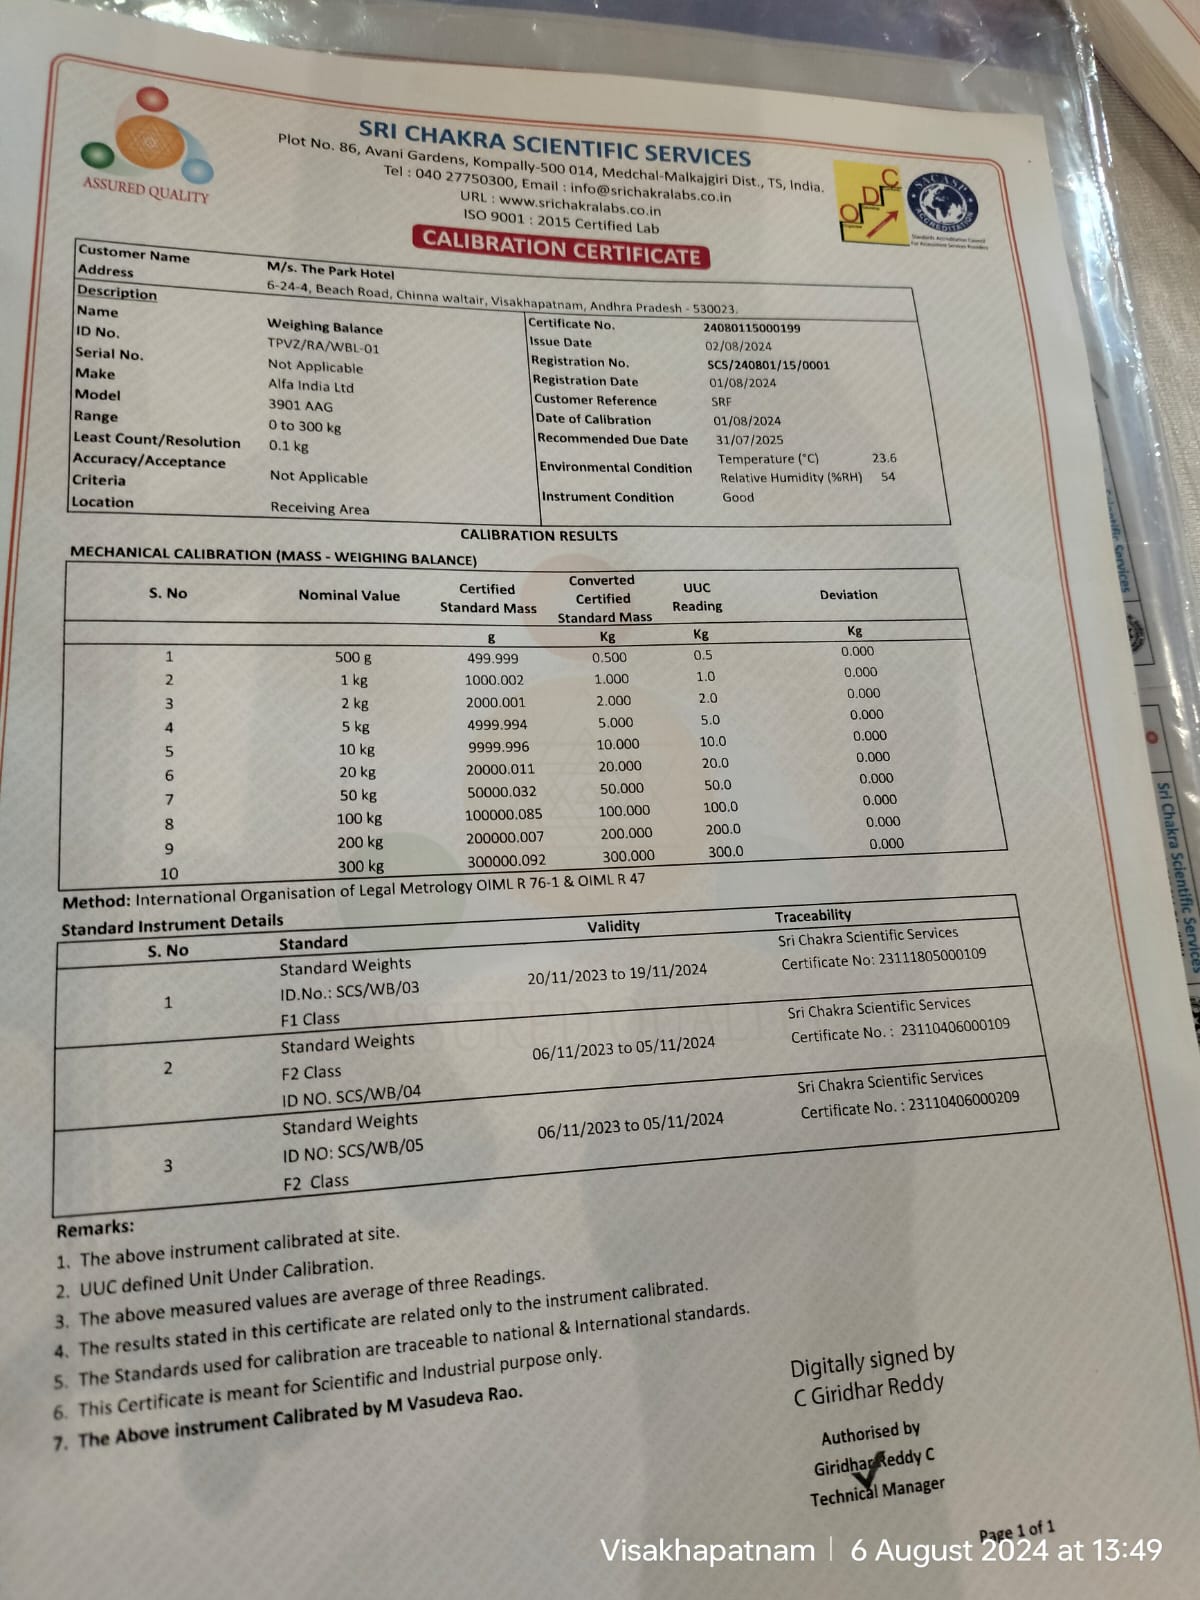 SRI CHAKRA SCIENTIFIC SERVICES
Plot No. 86, Avani Gardens, Kompally-500 014, Medchal-Malkajgiri Dist., TS, India.
Tel : 040 27750300, Email : info@srichakralabs.co.in
URL : www.srichakralabs.co.in
ISO 9001 : 2015 Certified Lab
ASSURED QUALITY
ODC
SACASP
ACCREDITATION
Standards Accreditation Council
For Assessment Services Providers
CALIBRATION CERTIFICATE
Customer Name M/s. The Park Hotel
Address 6-24-4, Beach Road, Chinna waltair, Visakhapatnam, Andhra Pradesh - 530023.
Description
Name Weighing Balance
ID No. TPVZ/RA/WBL-01
Serial No. Not Applicable
Make Alfa India Ltd
Model 3901 AAG
Range 0 to 300 kg
Least Count/Resolution 0.1 kg
Accuracy/Acceptance
Criteria Not Applicable
Location Receiving Area
Certificate No. 24080115000199
Issue Date 02/08/2024
Registration No. SCS/240801/15/0001
Registration Date 01/08/2024
Customer Reference SRF
Date of Calibration 01/08/2024
Recommended Due Date 31/07/2025
Environmental Condition Temperature (°C) 23.6
Relative Humidity (%RH) 54
Instrument Condition Good
CALIBRATION RESULTS
MECHANICAL CALIBRATION (MASS - WEIGHING BALANCE)
S. No Nominal Value Certified Standard Mass Converted Certified Standard Mass UUC Reading Deviation
g Kg Kg Kg
1 500 g 499.999 0.500 0.5 0.000
2 1 kg 1000.002 1.000 1.0 0.000
3 2 kg 2000.001 2.000 2.0 0.000
4 5 kg 4999.994 5.000 5.0 0.000
5 10 kg 9999.996 10.000 10.0 0.000
6 20 kg 20000.011 20.000 20.0 0.000
7 50 kg 50000.032 50.000 50.0 0.000
8 100 kg 100000.085 100.000 100.0 0.000
9 200 kg 200000.007 200.000 200.0 0.000
10 300 kg 300000.092 300.000 300.0 0.000
Method: International Organisation of Legal Metrology OIML R 76-1 & OIML R 47
Standard Instrument Details
S. No Standard Validity Traceability
1
Standard Weights
ID.No.: SCS/WB/03
F1 Class
20/11/2023 to 19/11/2024
Sri Chakra Scientific Services
Certificate No: 23111805000109
2
Standard Weights
F2 Class
ID NO. SCS/WB/04
06/11/2023 to 05/11/2024
Sri Chakra Scientific Services
Certificate No. : 23110406000109
3
Standard Weights
ID NO: SCS/WB/05
F2 Class
06/11/2023 to 05/11/2024
Sri Chakra Scientific Services
Certificate No. : 23110406000209
Remarks:
1. The above instrument calibrated at site.
2. UUC defined Unit Under Calibration.
3. The above measured values are average of three Readings.
4. The results stated in this certificate are related only to the instrument calibrated.
5. The Standards used for calibration are traceable to national & International standards.
6. This Certificate is meant for Scientific and Industrial purpose only.
7. The Above instrument Calibrated by M Vasudeva Rao.
Digitally signed by
C Giridhar Reddy
Authorised by
Giridhar Reddy C
Technical Manager
Page 1 of 1
Scientific Services
Sri Chakra Scientific Services
Visakhapatnam | 6 August 2024 at 13:49